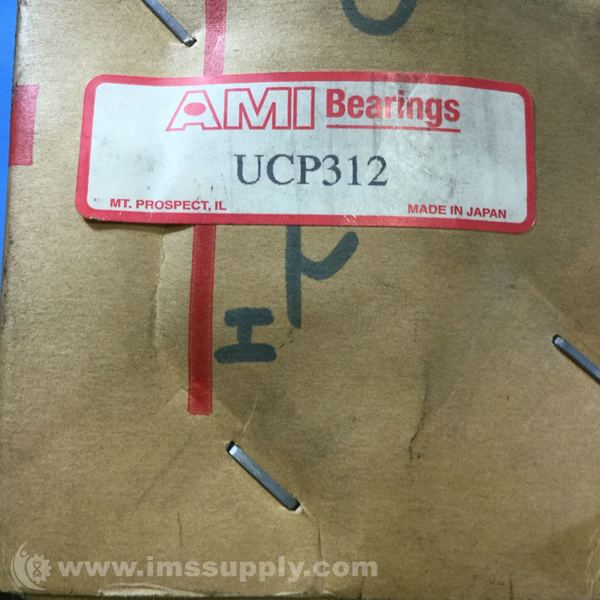 AMI Bearings
UCP312
MT. PROSPECT, IL MADE IN JAPAN
www.imssupply.com